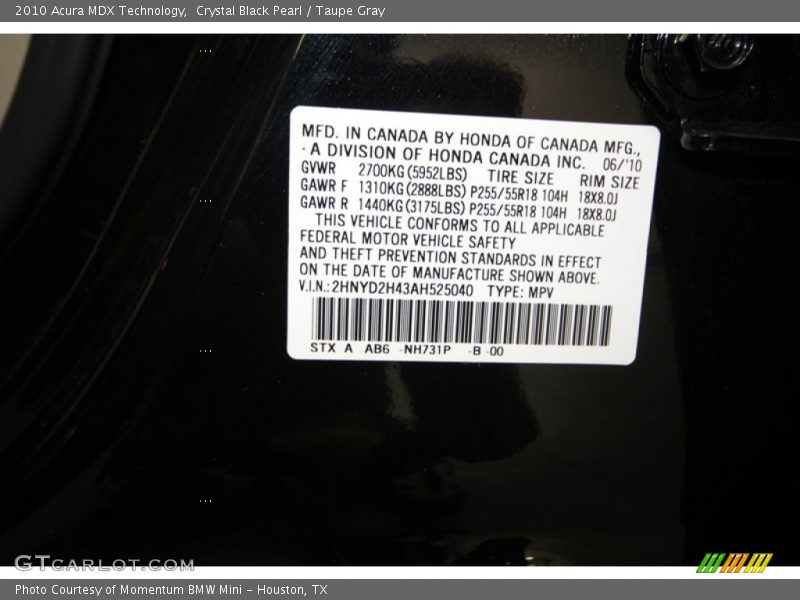 2010 Acura MDX Technology,  Crystal Black Pearl / Taupe Gray
MFD. IN CANADA BY HONDA OF CANADA MFG.,
· A DIVISION OF HONDA CANADA INC. 06/'10
GVWR 2700KG(5952LBS) TIRE SIZE RIM SIZE
GAWR F 1310KG(2888LBS) P255/55R18 104H 18X8.0J
GAWR R 1440KG(3175LBS) P255/55R18 104H 18X8.0J
THIS VEHICLE CONFORMS TO ALL APPLICABLE
FEDERAL MOTOR VEHICLE SAFETY
AND THEFT PREVENTION STANDARDS IN EFFECT
ON THE DATE OF MANUFACTURE SHOWN ABOVE.
V.I.N.:2HNYD2H43AH525040 TYPE: MPV
STX A AB6 -NH731P -B -00
GTCARLOT.COM
Photo Courtesy of Momentum BMW Mini - Houston, TX